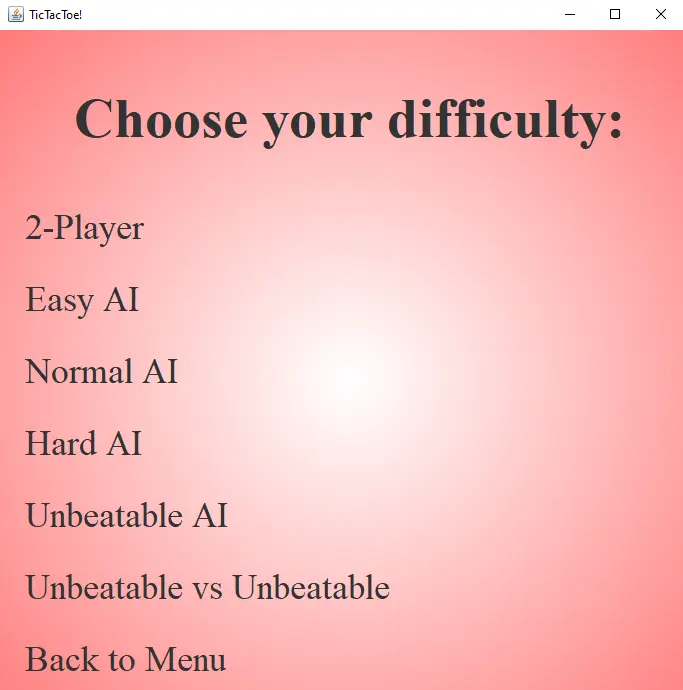 TicTacToe!
Choose your difficulty:
2-Player
Easy AI
Normal AI
Hard AI
Unbeatable AI
Unbeatable vs Unbeatable
Back to Menu